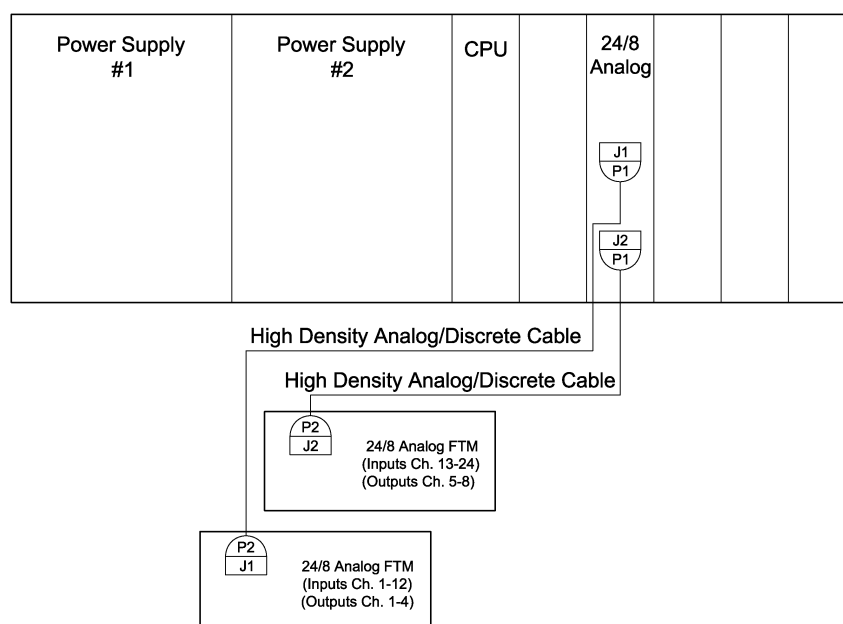 Power Supply
#1
Power Supply
#2
CPU
24/8
Analog
J1
P1
J2
P1
High Density Analog/Discrete Cable
High Density Analog/Discrete Cable
P2
J2
24/8 Analog FTM
(Inputs Ch. 13-24)
(Outputs Ch. 5-8)
P2
J1
24/8 Analog FTM
(Inputs Ch. 1-12)
(Outputs Ch. 1-4)